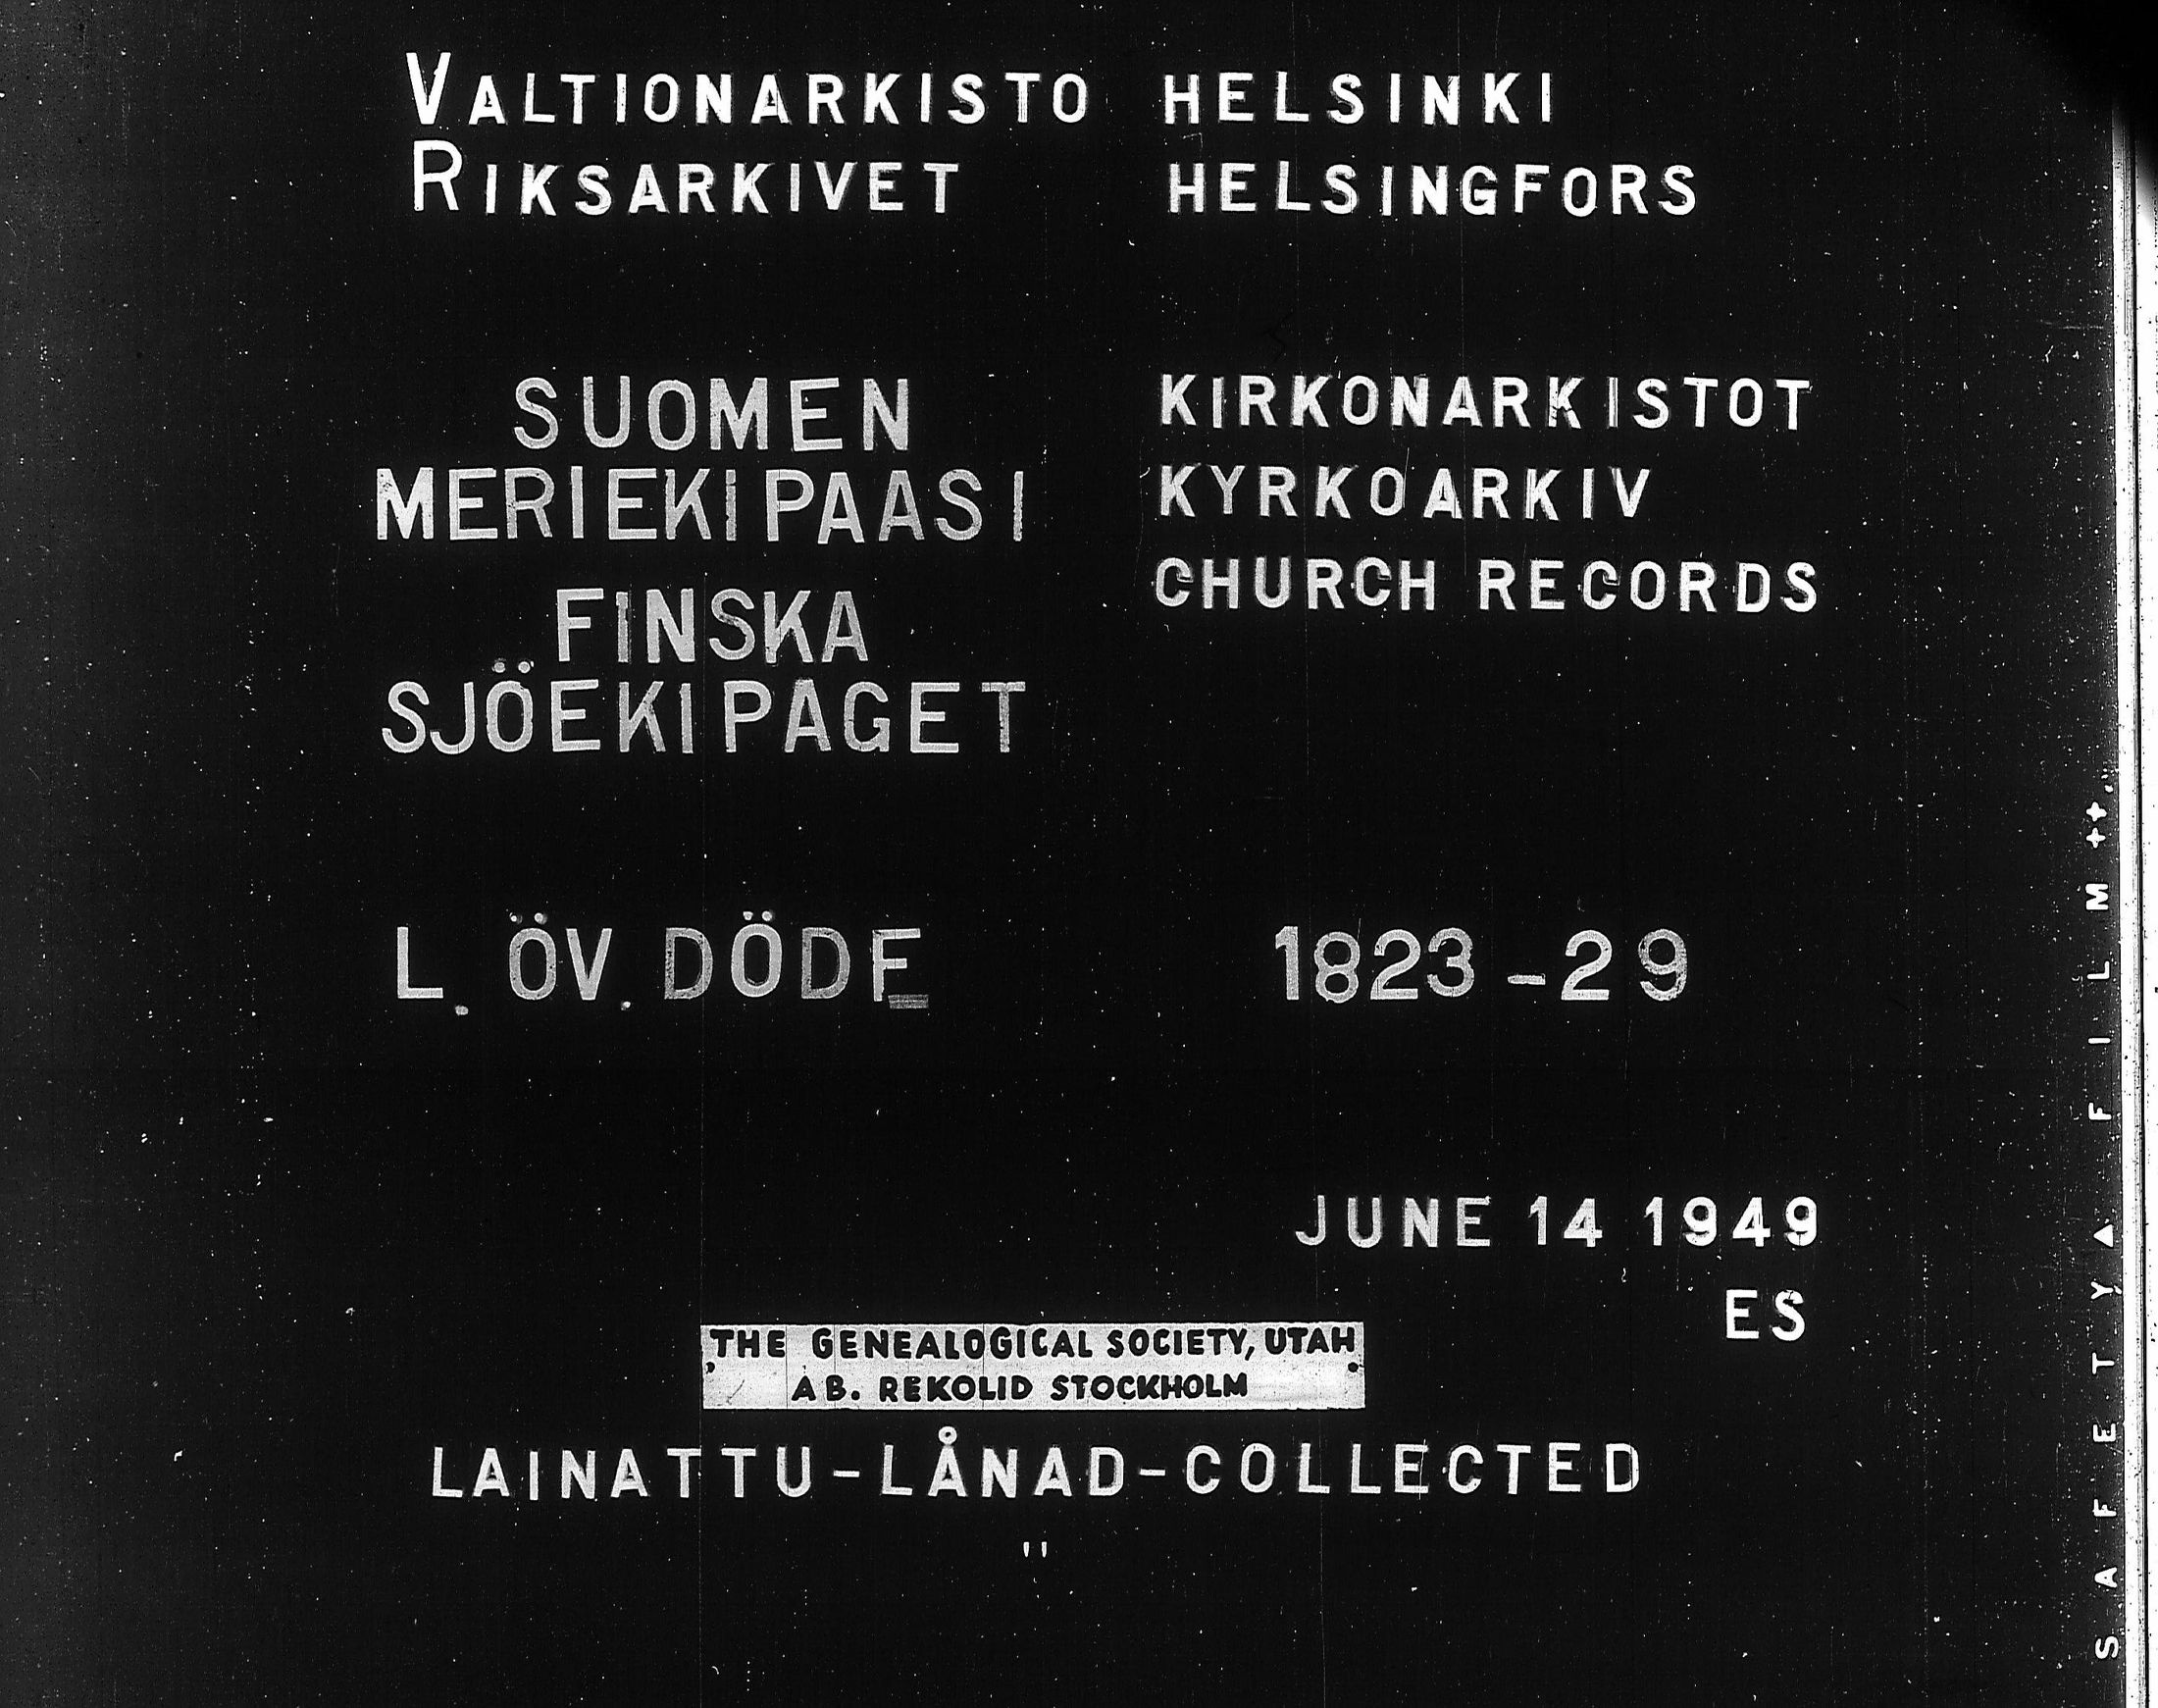 VALTIONARKISTO HELSINKI
RIKSARKIVET HELSINGFORS
SUOMEN
MERIEKIPAASI
FINSKA
SJÖEKIPAGET
KIRKONARKISTOT
KYRKOARKIV
CHURCH RECORDS
L. ÖV. DÖDE 1823-29
JUNE 14 1949
ES
THE GENEALOGICAL SOCIETY, UTAH
AB. REKOLID STOCKHOLM
LAINATTU-LÅNAD-COLLECTED
"
SAFETY▲ FILM ++.